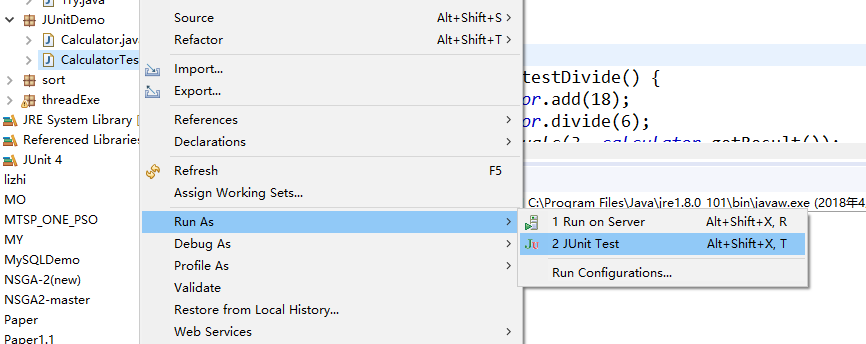 Try.java
JUnitDemo
Calculator.jav
CalculatorTes
sort
threadExe
JRE System Library [
Referenced Libraries
JUnit 4
lizhi
MO
MTSP_ONE_PSO
MY
MySQLDemo
NSGA-2(new)
NSGA2-master
Paper
Paper1.1
Source Alt+Shift+S >
Refactor Alt+Shift+T >
Import...
Export...
References >
Declarations >
Refresh F5
Assign Working Sets...
Run As >
Debug As >
Profile As >
Validate
Restore from Local History...
Web Services >
testDivide() {
or.add(18);
or.divide(6);
calculator.getResult());
C:\Program Files\Java\jre1.8.0_101\bin\javaw.exe (2018年4
1 Run on Server Alt+Shift+X, R
Ju 2 JUnit Test Alt+Shift+X, T
Run Configurations...